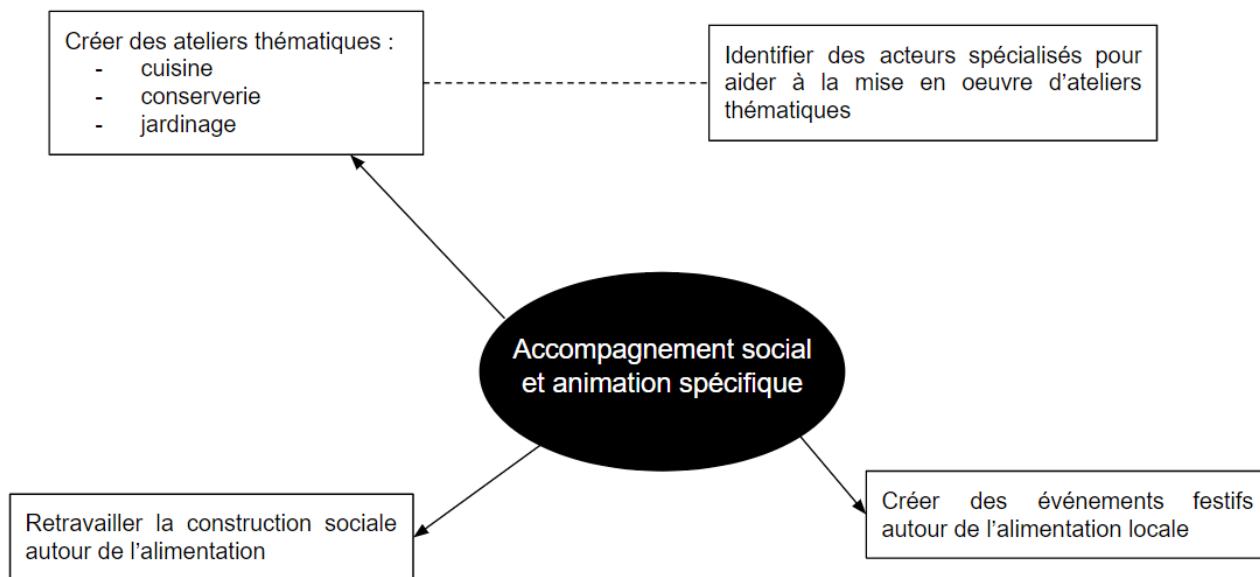 Créer des ateliers thématiques :
- cuisine
- conserverie
- jardinage
Identifier des acteurs spécialisés pour
aider à la mise en oeuvre d'ateliers
thématiques
Accompagnement social
et animation spécifique
Retravailler la construction sociale
autour de l'alimentation
Créer des événements festifs
autour de l'alimentation locale